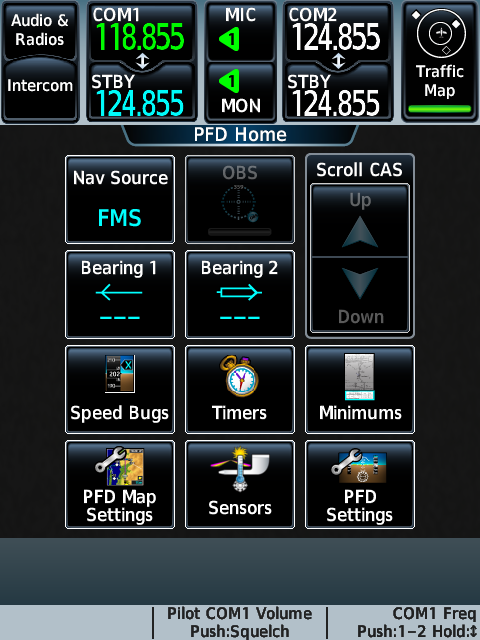 Audio &
Radios
Intercom
COM1
118.855
STBY
124.855
MIC
1
1
MON
COM2
124.855
STBY
124.855
Traffic
Map
PFD Home
Nav Source
FMS
OBS
Scroll CAS
Up
Down
Bearing 1
---
Bearing 2
---
Speed Bugs
Timers
Minimums
PFD Map
Settings
Sensors
PFD
Settings
Pilot COM1 Volume
Push:Squelch
COM1 Freq
Push:1–2 Hold:↕